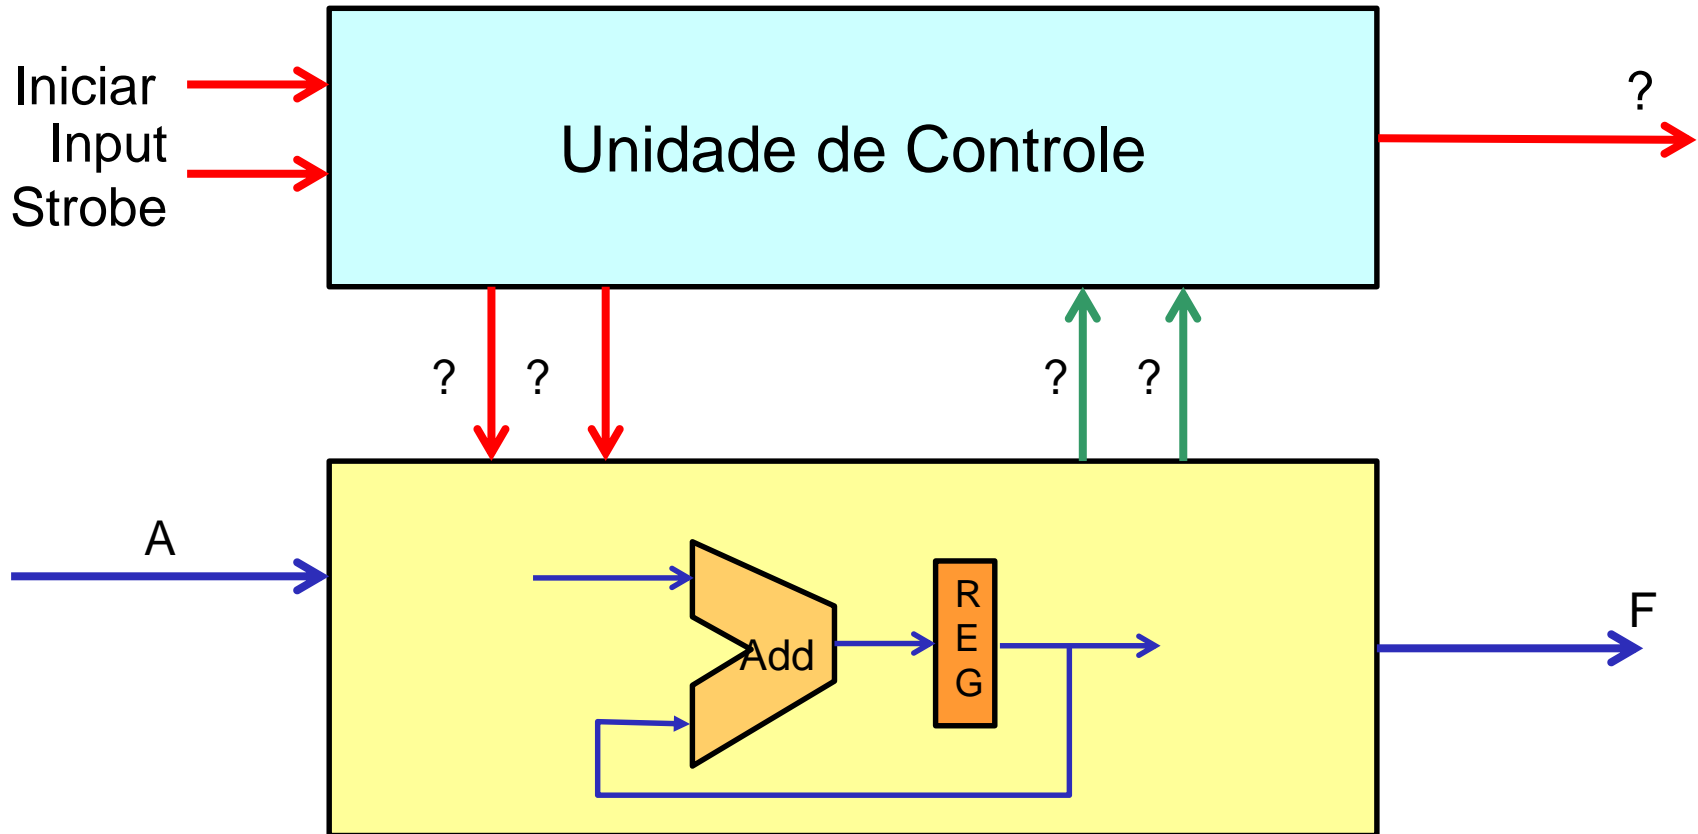 Iniciar
Input
Strobe
Unidade de Controle
?
? ? ? ?
A
Add
R
E
G
F